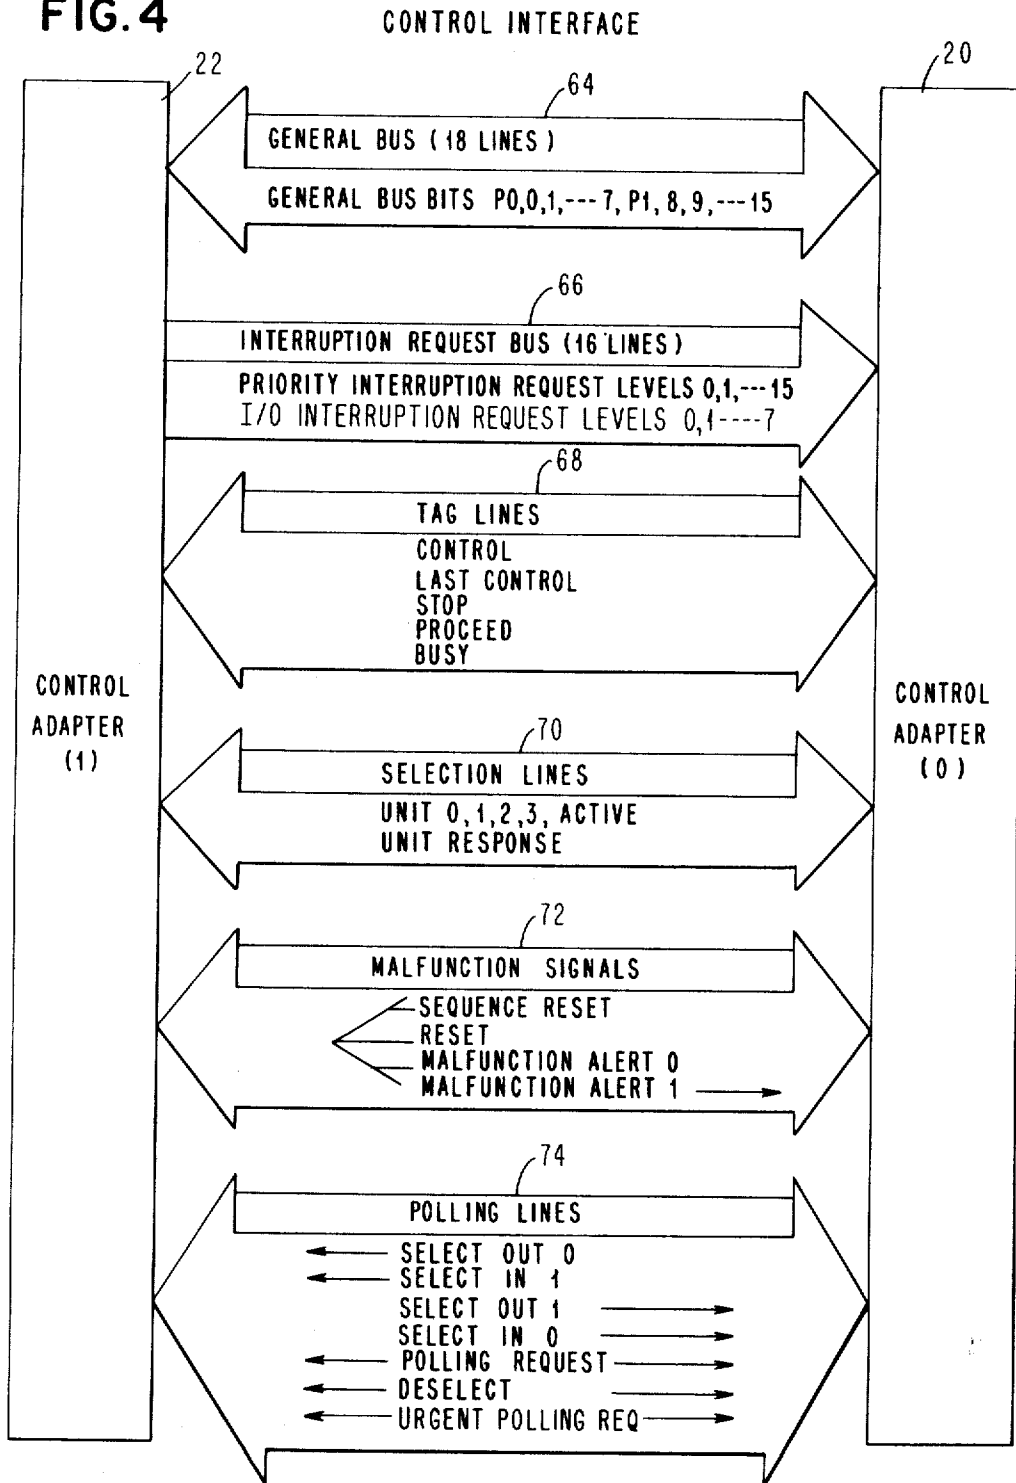 FIG. 4
CONTROL INTERFACE
22
20
64
GENERAL BUS (18 LINES)
GENERAL BUS BITS P0,0,1,---7, P1, 8, 9,---15
66
INTERRUPTION REQUEST BUS (16 LINES)
PRIORITY INTERRUPTION REQUEST LEVELS 0,1,---15
I/O INTERRUPTION REQUEST LEVELS 0,1----7
68
TAG LINES
CONTROL
LAST CONTROL
STOP
PROCEED
BUSY
CONTROL
ADAPTER
(1)
CONTROL
ADAPTER
(0)
70
SELECTION LINES
UNIT 0,1,2,3, ACTIVE
UNIT RESPONSE
72
MALFUNCTION SIGNALS
SEQUENCE RESET
RESET
MALFUNCTION ALERT 0
MALFUNCTION ALERT 1
74
POLLING LINES
SELECT OUT 0
SELECT IN 1
SELECT OUT 1
SELECT IN 0
POLLING REQUEST
DESELECT
URGENT POLLING REQ